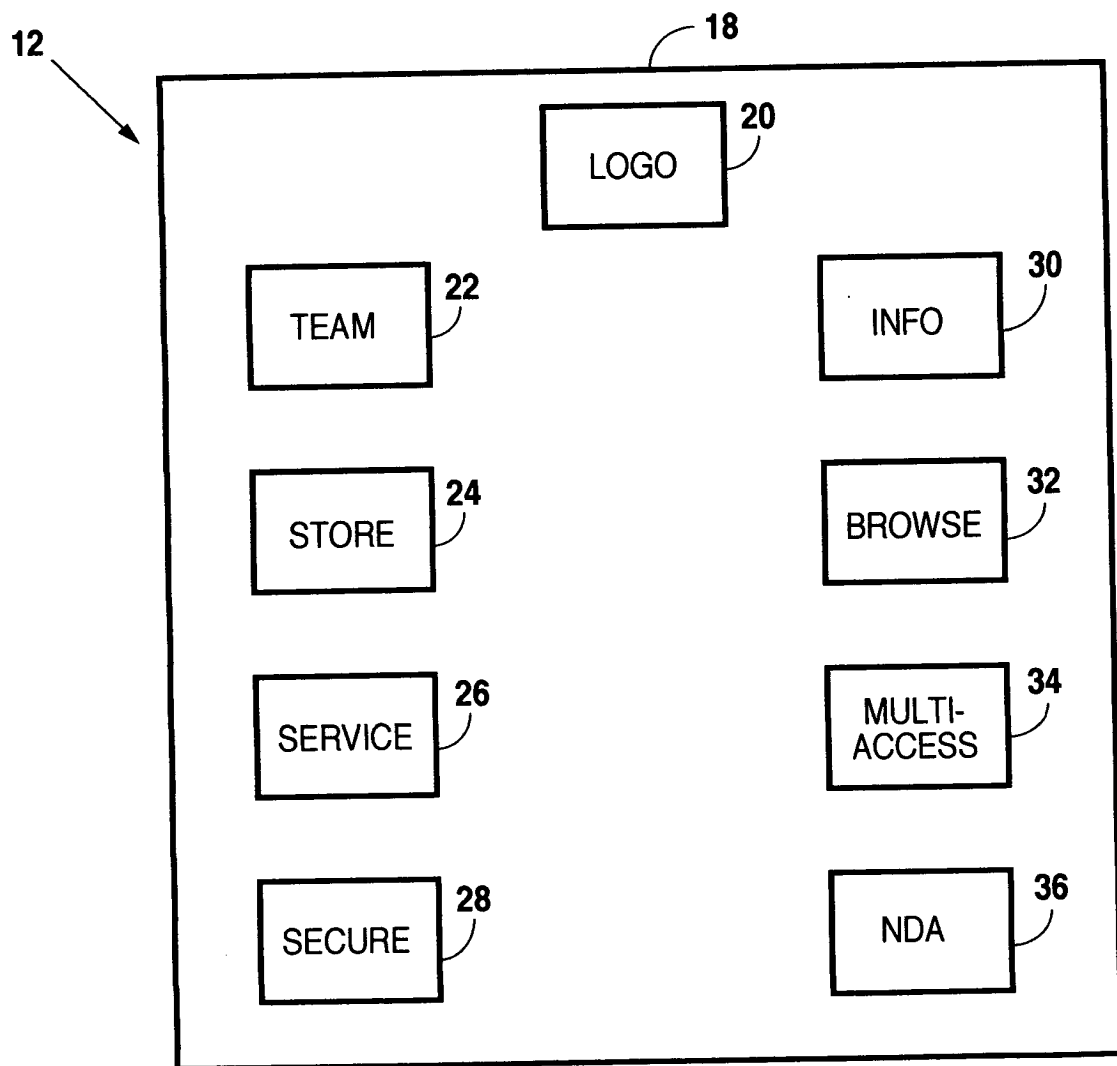 12
18
LOGO
20
TEAM
22
INFO
30
STORE
24
BROWSE
32
SERVICE
26
MULTI-
ACCESS
34
SECURE
28
NDA
36